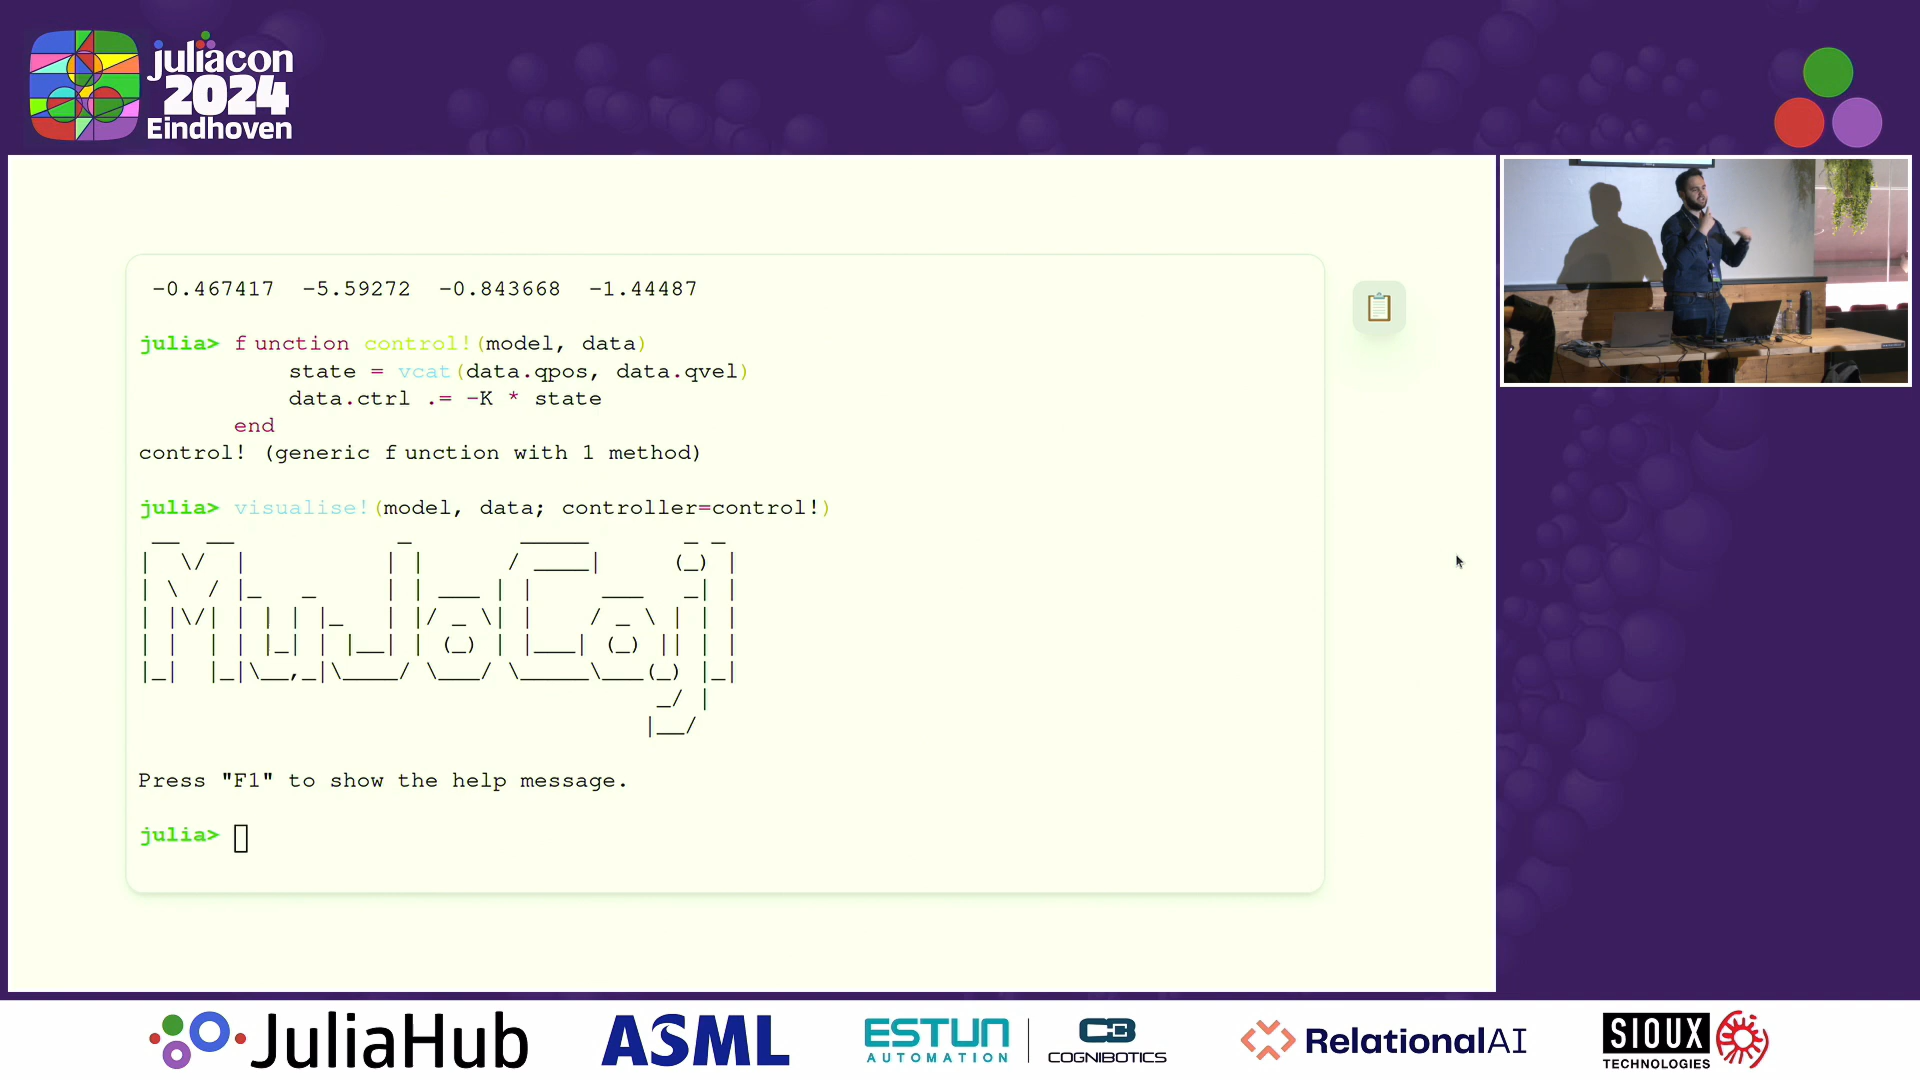 juliacon
2024
Eindhoven
-0.467417 -5.59272 -0.843668 -1.44487
julia> function control!(model, data)
state = vcat(data.qpos, data.qvel)
data.ctrl .= -K * state
end
control! (generic function with 1 method)
julia> visualise!(model, data; controller=control!)
MuJoCo.jl
Press "F1" to show the help message.
julia>
JuliaHub
ASML
ESTUN
AUTOMATION
COGNIBOTICS
RelationalAI
SIOUX
TECHNOLOGIES